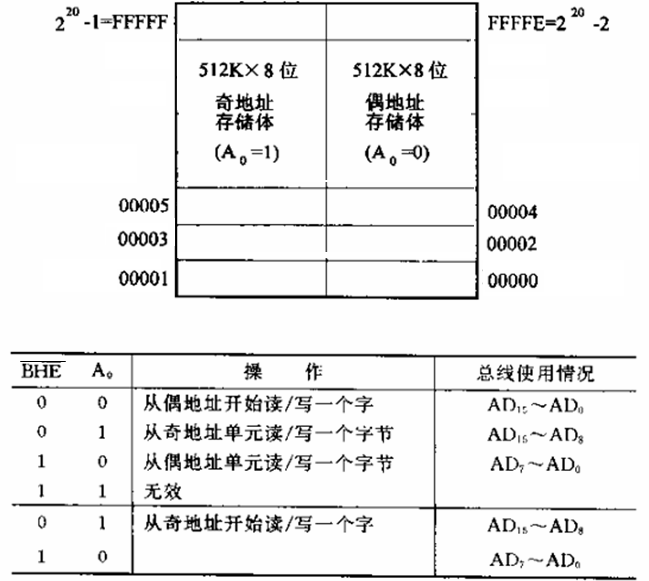 2^20 -1=FFFFF FFFFE=2^20 -2
512K×8 位 512K×8 位
奇地址 偶地址
存储体 存储体
(A₀=1) (A₀=0)
00005 00004
00003 00002
00001 00000
B̅H̅E̅ A₀ 操 作 总线使用情况
0 0 从偶地址开始读/写一个字 AD₁₅～AD₀
0 1 从奇地址单元读/写一个字节 AD₁₅～AD₈
1 0 从偶地址单元读/写一个字节 AD₇～AD₀
1 1 无效
0 1 从奇地址开始读/写一个字 AD₁₅～AD₈
1 0 AD₇～AD₀